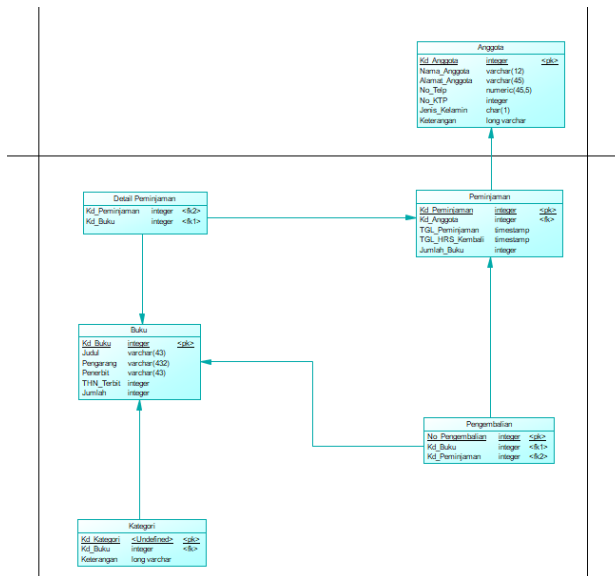 Anggota
Kd_Anggota integer <pk>
Nama_Anggota varchar(12)
Alamat_Anggota varchar(45)
No_Telp numeric(45,5)
No_KTP integer
Jenis_Kelamin char(1)
Keterangan long varchar
Detail Peminjaman
Kd_Peminjaman integer <fk2>
Kd_Buku integer <fk1>
Peminjaman
Kd_Peminjaman integer <pk>
Kd_Anggota integer <fk>
TGL_Peminjaman timestamp
TGL_HRS_Kembali timestamp
Jumlah_Buku integer
Buku
Kd_Buku integer <pk>
Judul varchar(43)
Pengarang varchar(432)
Penerbit varchar(43)
THN_Terbit integer
Jumlah integer
Pengembalian
No_Pengembalian integer <pk>
Kd_Buku integer <fk1>
Kd_Peminjaman integer <fk2>
Kategori
Kd_Kategori <Undefined> <pk>
Kd_Buku integer <fk>
Keterangan long varchar